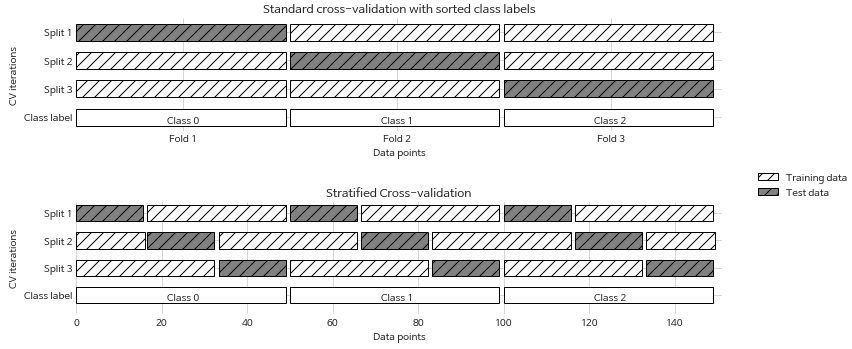 Standard cross-validation with sorted class labels
CV iterations
Split 1
Split 2
Split 3
Class label
Class 0 Class 1 Class 2
Fold 1 Fold 2 Fold 3
Data points
Training data
Test data
Stratified Cross-validation
CV iterations
Split 1
Split 2
Split 3
Class label
Class 0 Class 1 Class 2
0 20 40 60 80 100 120 140
Data points